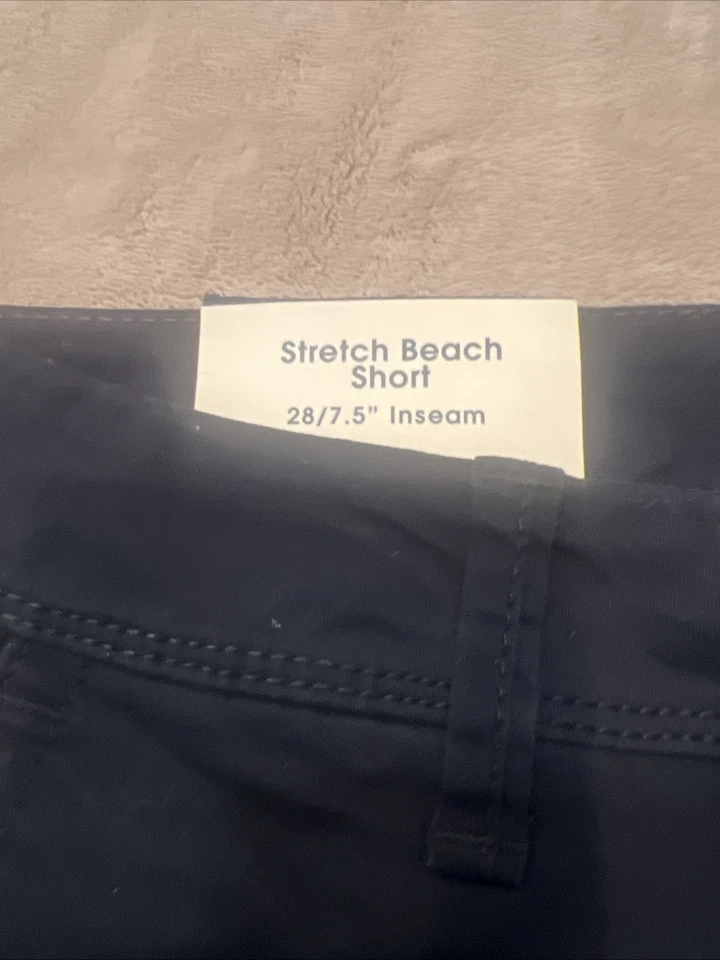 Stretch Beach
Short
28/7.5” Inseam